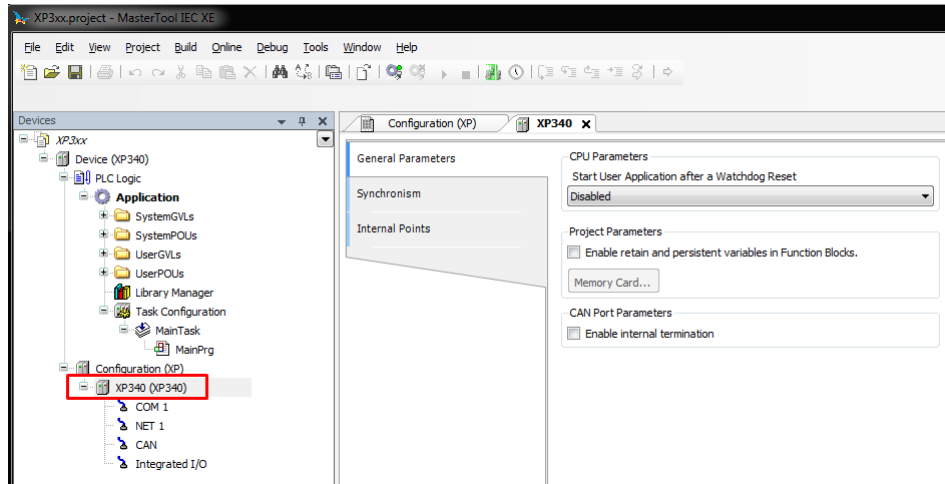 XP3xx.project - MasterTool IEC XE
File Edit View Project Build Online Debug Tools Window Help
Devices
XP3xx
Device (XP340)
PLC Logic
Application
SystemGVLs
SystemPOUs
UserGVLs
UserPOUs
Library Manager
Task Configuration
MainTask
MainPrg
Configuration (XP)
XP340 (XP340)
COM 1
NET 1
CAN
Integrated I/O
Configuration (XP) XP340
General Parameters
Synchronism
Internal Points
CPU Parameters
Start User Application after a Watchdog Reset
Disabled
Project Parameters
Enable retain and persistent variables in Function Blocks.
Memory Card...
CAN Port Parameters
Enable internal termination